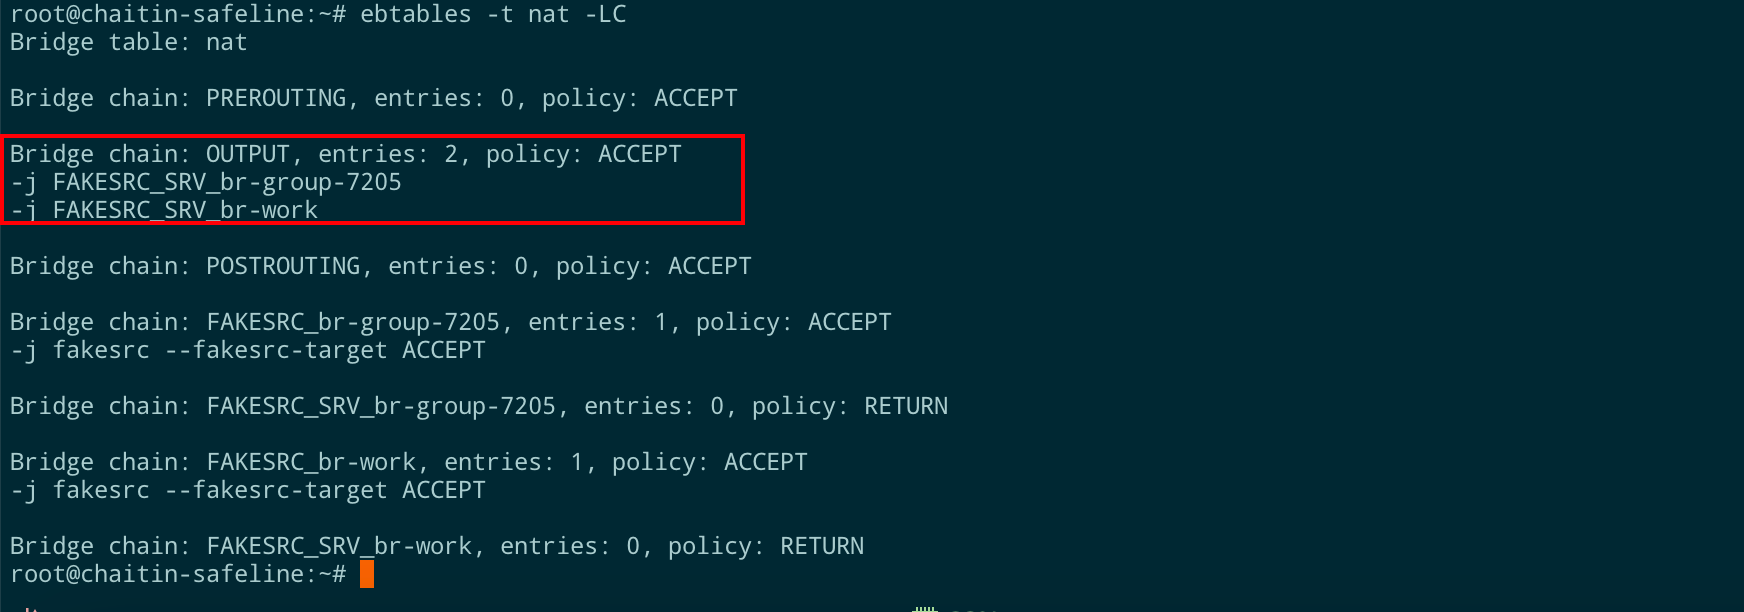 root@chaitin-safeline:~# ebtables -t nat -LC
Bridge table: nat
Bridge chain: PREROUTING, entries: 0, policy: ACCEPT
Bridge chain: OUTPUT, entries: 2, policy: ACCEPT
-j FAKESRC_SRV_br-group-7205
-j FAKESRC_SRV_br-work
Bridge chain: POSTROUTING, entries: 0, policy: ACCEPT
Bridge chain: FAKESRC_br-group-7205, entries: 1, policy: ACCEPT
-j fakesrc --fakesrc-target ACCEPT
Bridge chain: FAKESRC_SRV_br-group-7205, entries: 0, policy: RETURN
Bridge chain: FAKESRC_br-work, entries: 1, policy: ACCEPT
-j fakesrc --fakesrc-target ACCEPT
Bridge chain: FAKESRC_SRV_br-work, entries: 0, policy: RETURN
root@chaitin-safeline:~#